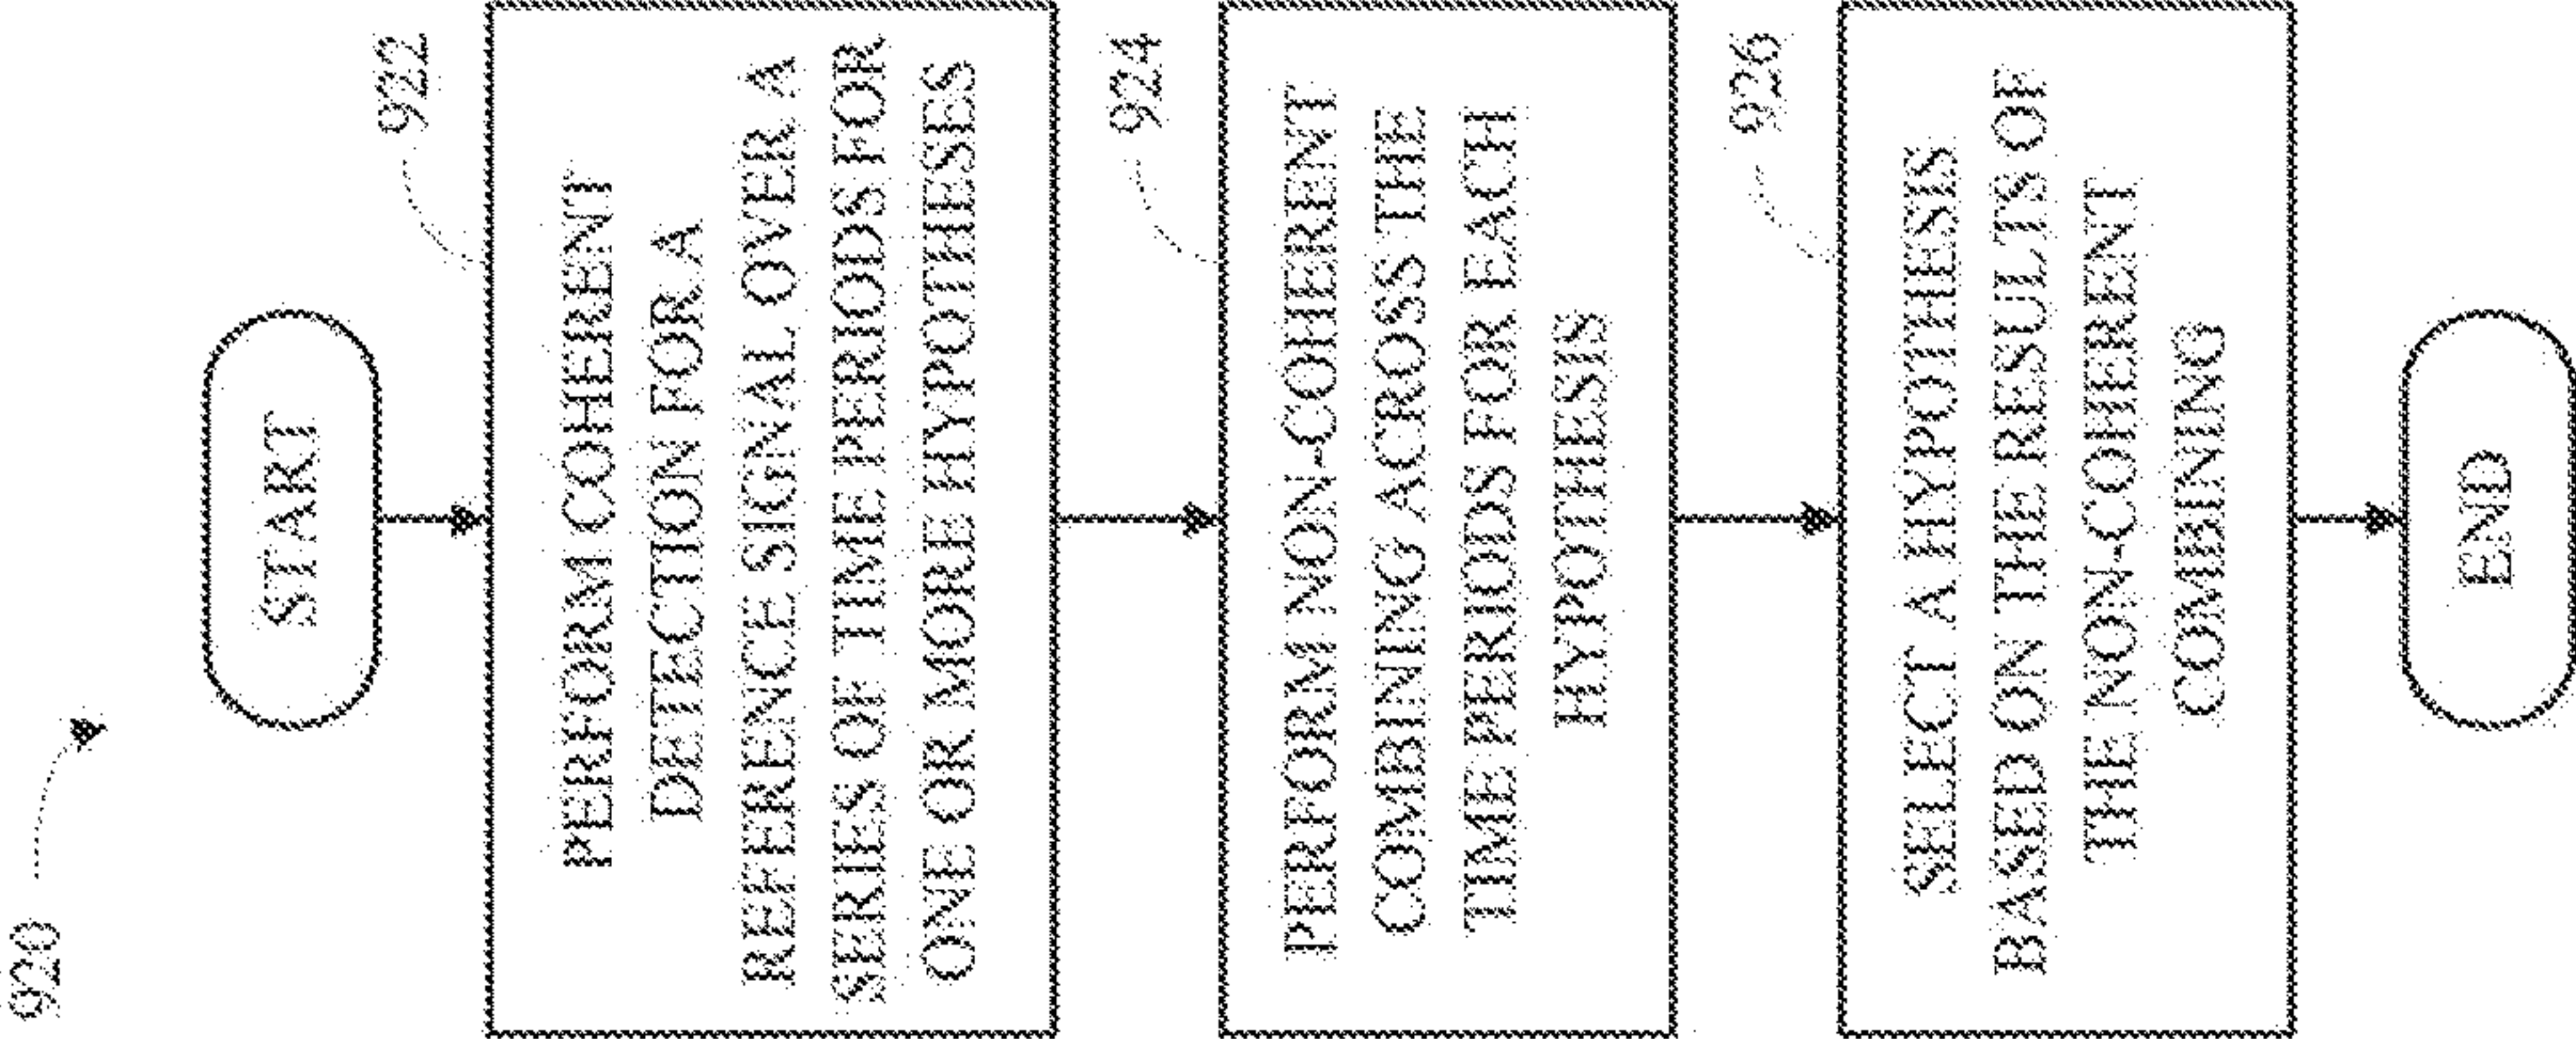 920
START
922
PERFORM COHERENT
DETECTION FOR A
REFERENCE SIGNAL OVER A
SERIES OF TIME PERIODS FOR
ONE OR MORE HYPOTHESES
924
PERFORM NON-COHERENT
COMBINING ACROSS THE
TIME PERIODS FOR EACH
HYPOTHESIS
926
SELECT A HYPOTHESIS
BASED ON THE RESULTS OF
THE NON-COHERENT
COMBINING
END